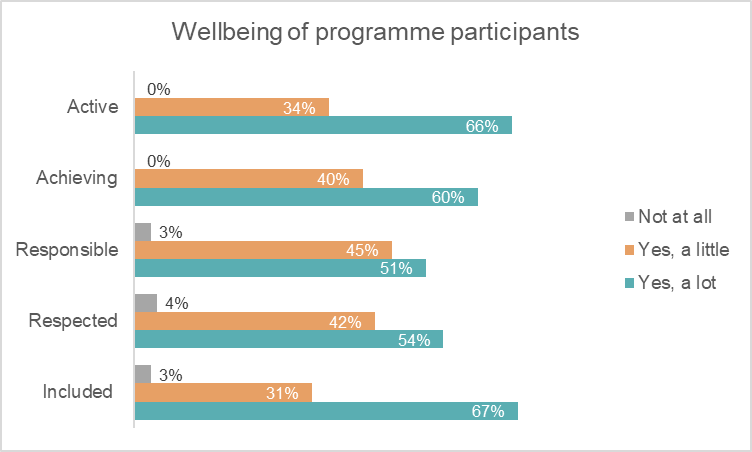 Wellbeing of programme participants
0%
Active
34%
66%
0%
Achieving
40%
60%
3%
Responsible
45%
51%
4%
Respected
42%
54%
3%
Included
31%
67%
Not at all
Yes, a little
Yes, a lot